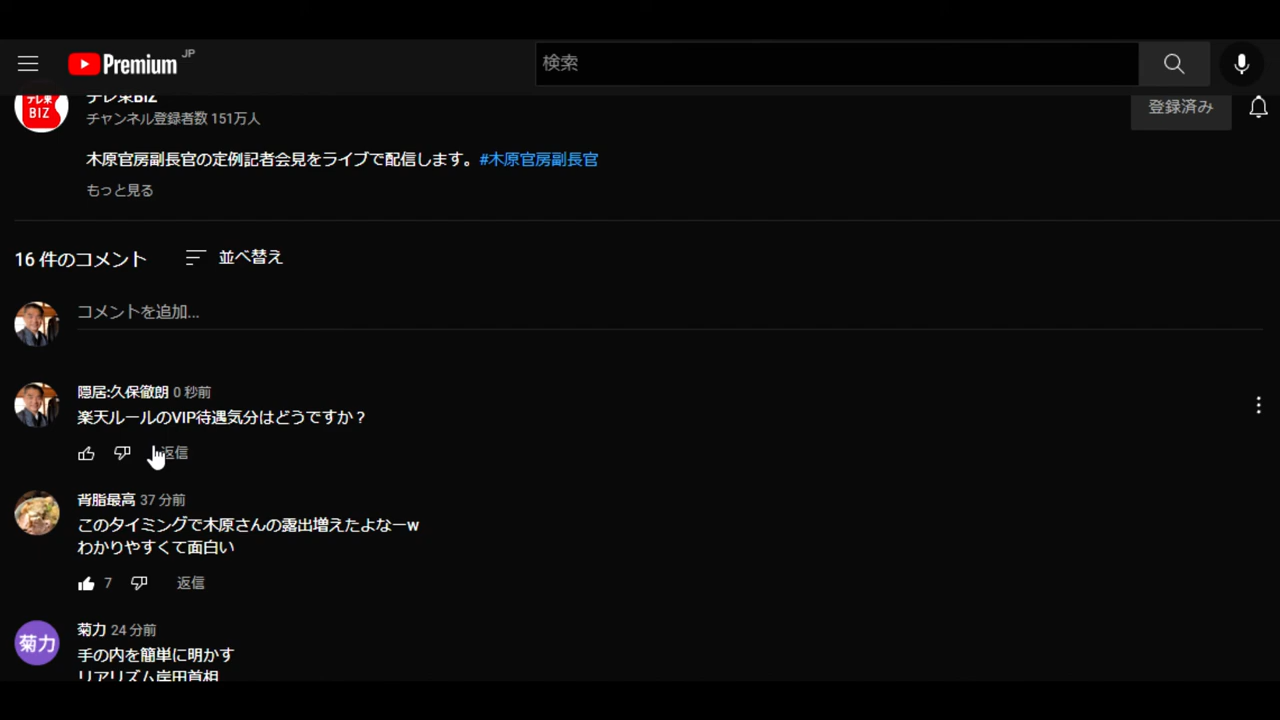 Premium JP
検索
テレ東BIZ
チャンネル登録者数 151万人
登録済み
木原官房副長官の定例記者会見をライブで配信します。#木原官房副長官
もっと見る
16 件のコメント
並べ替え
コメントを追加...
隠居:久保徹朗 0 秒前
楽天ルールのVIP待遇気分はどうですか？
返信
背脂最高 37 分前
このタイミングで木原さんの露出増えたよなーw
わかりやすくて面白い
7
返信
菊力
菊力 24 分前
手の内を簡単に明かす
リアリズム岸田首相